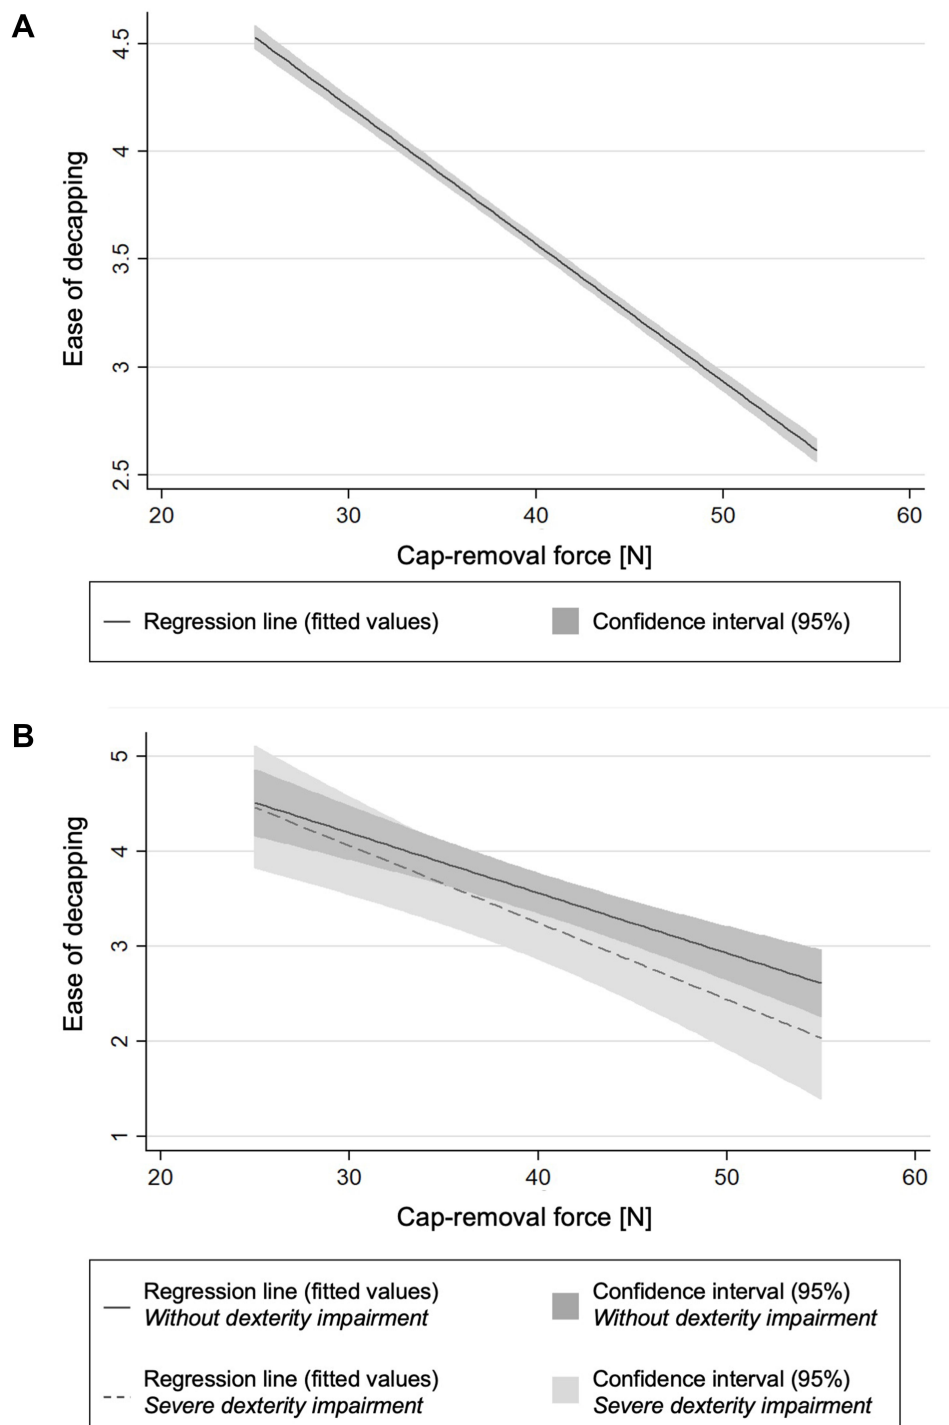 A
4.5
4
3.5
3
2.5
Ease of decapping
20 30 40 50 60
Cap-removal force [N]
Regression line (fitted values) Confidence interval (95%)
B
5
4
3
2
1
Ease of decapping
20 30 40 50 60
Cap-removal force [N]
Regression line (fitted values)
Without dexterity impairment
Confidence interval (95%)
Without dexterity impairment
Regression line (fitted values)
Severe dexterity impairment
Confidence interval (95%)
Severe dexterity impairment